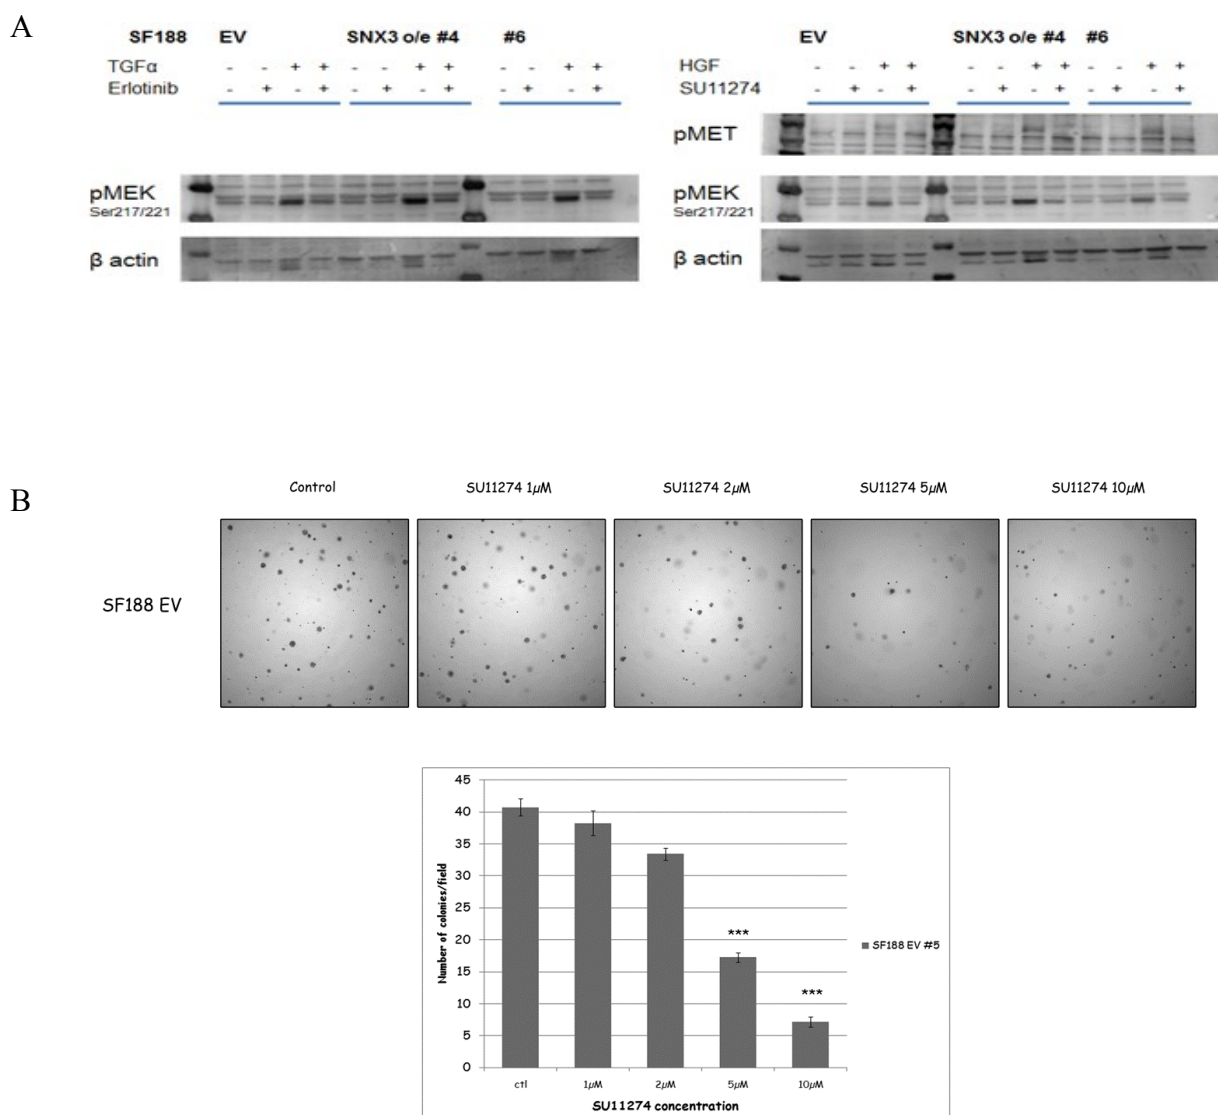 A
SF188 EV SNX3 o/e #4 #6
TGFα - - + + - - + + - - + +
Erlotinib - + - + - + - + - + - +
pMEK
Ser217/221
β actin
EV SNX3 o/e #4 #6
HGF - - + + - - + + - - + +
SU11274 - + - + - + - + - + - +
pMET
pMEK
Ser217/221
β actin
B
Control SU11274 1µM SU11274 2µM SU11274 5µM SU11274 10µM
SF188 EV
Number of colonies/field
45
40
35
30
25
20
15
10
5
0
***
***
ctl 1µM 2µM 5µM 10µM
SU11274 concentration
SF188 EV #5